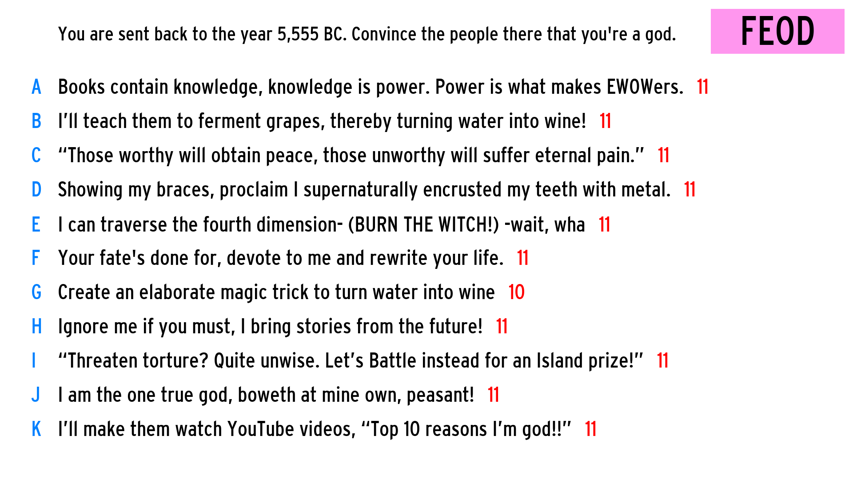 You are sent back to the year 5,555 BC. Convince the people there that you're a god.
FEOD
A Books contain knowledge, knowledge is power. Power is what makes EWOWers. 11
B I’ll teach them to ferment grapes, thereby turning water into wine! 11
C “Those worthy will obtain peace, those unworthy will suffer eternal pain.” 11
D Showing my braces, proclaim I supernaturally encrusted my teeth with metal. 11
E I can traverse the fourth dimension- (BURN THE WITCH!) -wait, wha 11
F Your fate's done for, devote to me and rewrite your life. 11
G Create an elaborate magic trick to turn water into wine 10
H Ignore me if you must, I bring stories from the future! 11
I “Threaten torture? Quite unwise. Let’s Battle instead for an Island prize!” 11
J I am the one true god, boweth at mine own, peasant! 11
K I’ll make them watch YouTube videos, “Top 10 reasons I’m god!!” 11